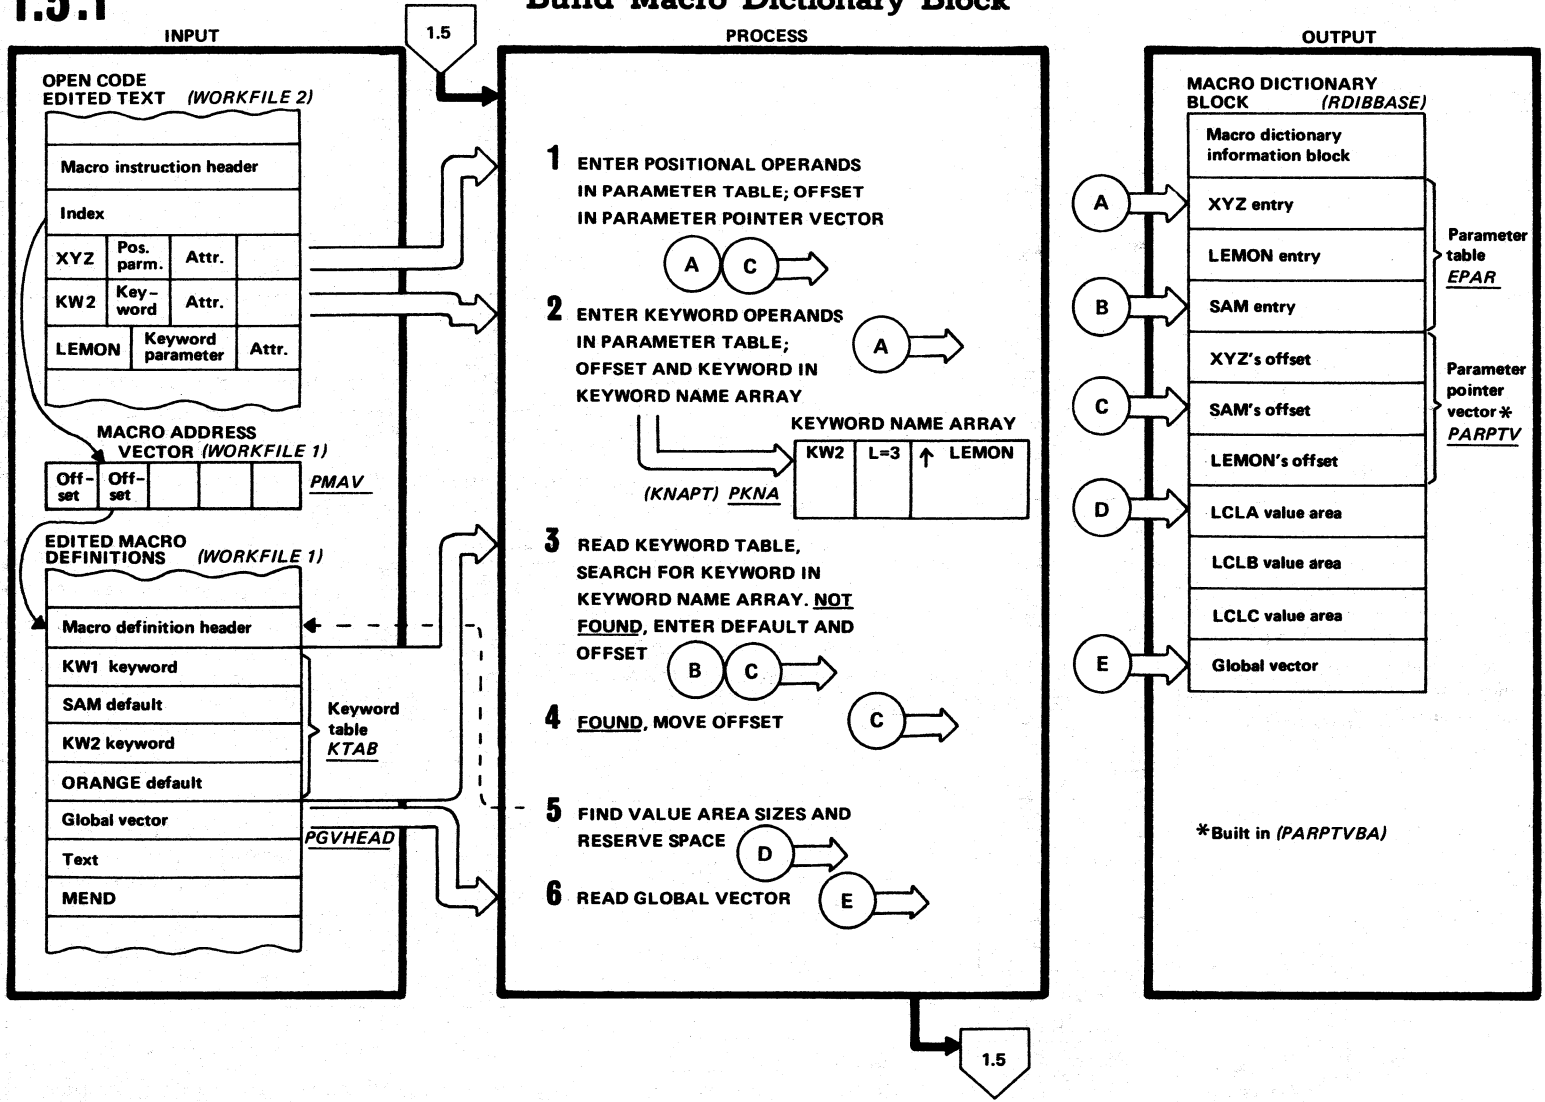 1.5.1
Build Macro Dictionary Block
1.5
INPUT
PROCESS
OUTPUT
OPEN CODE
EDITED TEXT (WORKFILE 2)
Macro instruction header
Index
XYZ Pos. parm. Attr.
KW2 Key-word Attr.
LEMON Keyword parameter Attr.
MACRO ADDRESS
VECTOR (WORKFILE 1)
Off-set Off-set
PMAV
EDITED MACRO
DEFINITIONS (WORKFILE 1)
Macro definition header
KW1 keyword
SAM default
KW2 keyword
ORANGE default
Keyword
table
KTAB
Global vector
PGVHEAD
Text
MEND
1 ENTER POSITIONAL OPERANDS
IN PARAMETER TABLE; OFFSET
IN PARAMETER POINTER VECTOR
A C
2 ENTER KEYWORD OPERANDS
IN PARAMETER TABLE;
OFFSET AND KEYWORD IN
KEYWORD NAME ARRAY
A
KEYWORD NAME ARRAY
KW2 L=3 ↑ LEMON
(KNAPT) PKNA
3 READ KEYWORD TABLE,
SEARCH FOR KEYWORD IN
KEYWORD NAME ARRAY. NOT
FOUND, ENTER DEFAULT AND
OFFSET
B C
4 FOUND, MOVE OFFSET
C
5 FIND VALUE AREA SIZES AND
RESERVE SPACE
D
6 READ GLOBAL VECTOR
E
MACRO DICTIONARY
BLOCK (RDIBBASE)
Macro dictionary
information block
A
XYZ entry
LEMON entry
B
SAM entry
Parameter
table
EPAR
XYZ's offset
C
SAM's offset
LEMON's offset
Parameter
pointer
vector*
PARPTV
D
LCLA value area
LCLB value area
LCLC value area
E
Global vector
*Built in (PARPTVBA)
1.5